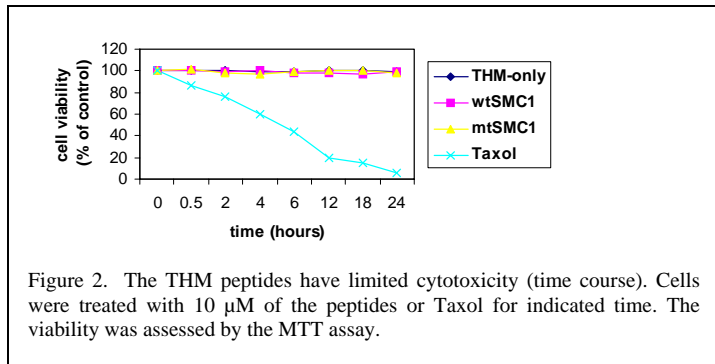 120
100
80
60
40
20
0
cell viability
(% of control)
0 0.5 2 4 6 12 18 24
time (hours)
THM-only
wtSMC1
mtSMC1
Taxol
Figure 2. The THM peptides have limited cytotoxicity (time course). Cells
were treated with 10 µM of the peptides or Taxol for indicated time. The
viability was assessed by the MTT assay.